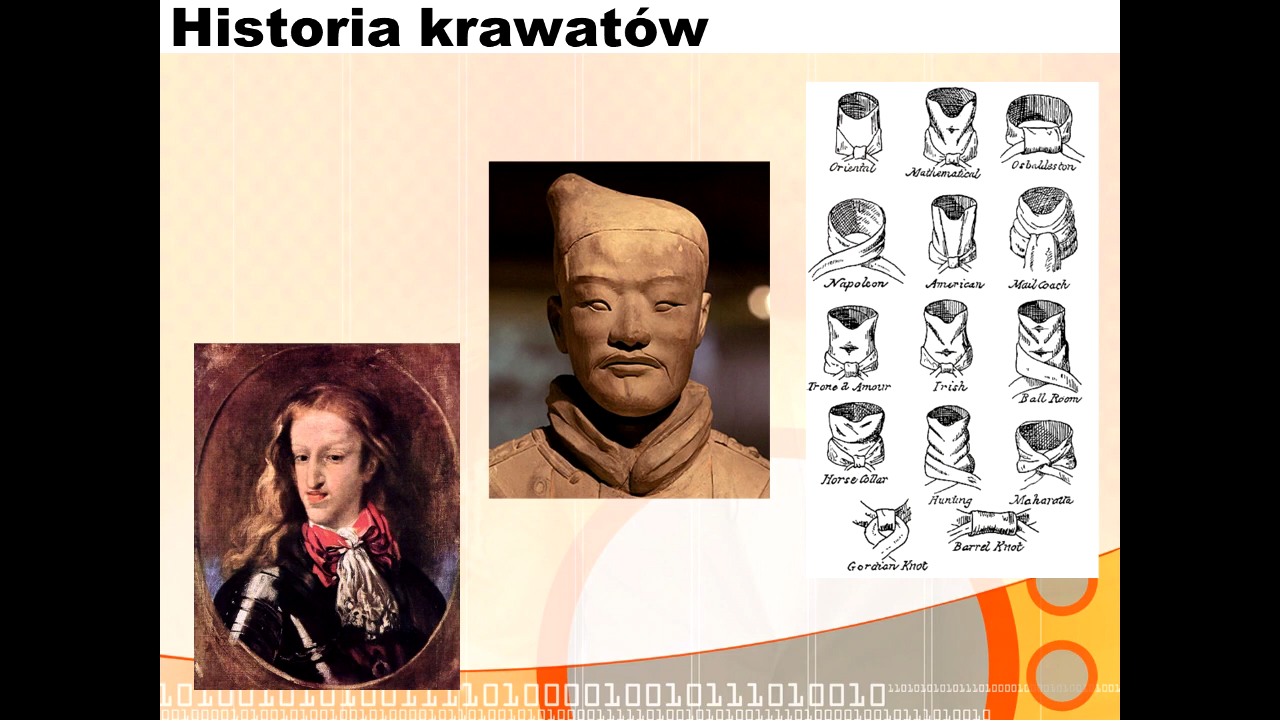 Historia krawatów
Oriental
Mathematical
Osbaldeston
Napoleon
American
Mail Coach
Trone d Amour
Irish
Ball Room
Horse Collar
Hunting
Maharatta
Gordian Knot
Barrel Knot